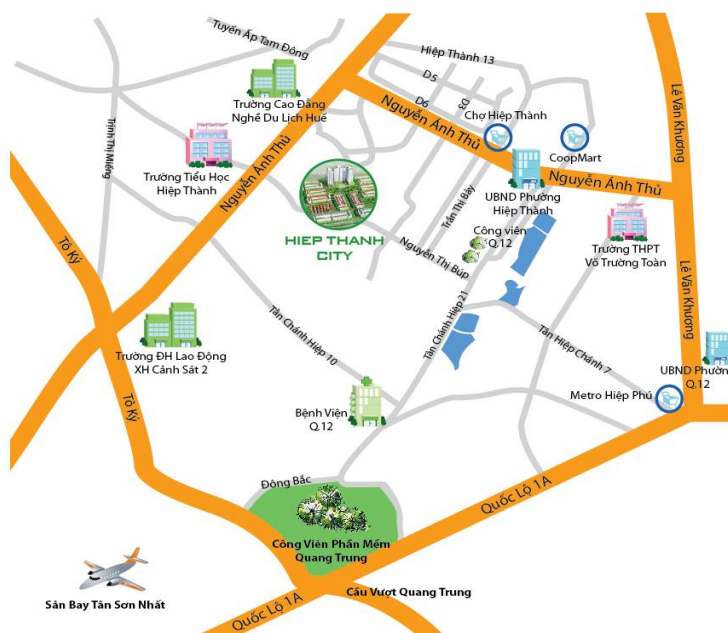 Tuyến Áp Tam Đông
Hiệp Thành 13
D5
D3
D6
Trường Cao Đẳng
Nghề Du Lịch Huế
Nguyễn Ảnh Thủ
Chợ Hiệp Thành
Lê Văn Khương
CoopMart
Trịnh Thị Miếng
Trường Tiểu Học
Hiệp Thành
Nguyễn Ảnh Thủ
Nguyễn Ảnh Thủ
UBND Phường
Hiệp Thành
Trần Thị Bảy
HIEP THANH
CITY
Công viên
Q.12
Nguyễn Thị Búp
Trường THPT
Võ Trường Toản
Tô Ký
Lê Văn Khương
Tân Chánh Hiệp 10
Tân Chánh Hiệp 21
Tân Hiệp Chánh 7
Trường ĐH Lao Động
XH Cảnh Sát 2
UBND Phườn
Q.12
Tô Ký
Bệnh Viện
Q.12
Metro Hiệp Phú
Đông Bắc
Quốc Lộ 1A
Công Viên Phần Mềm
Quang Trung
Sân Bay Tân Sơn Nhất
Quốc Lộ 1A
Cầu Vượt Quang Trung